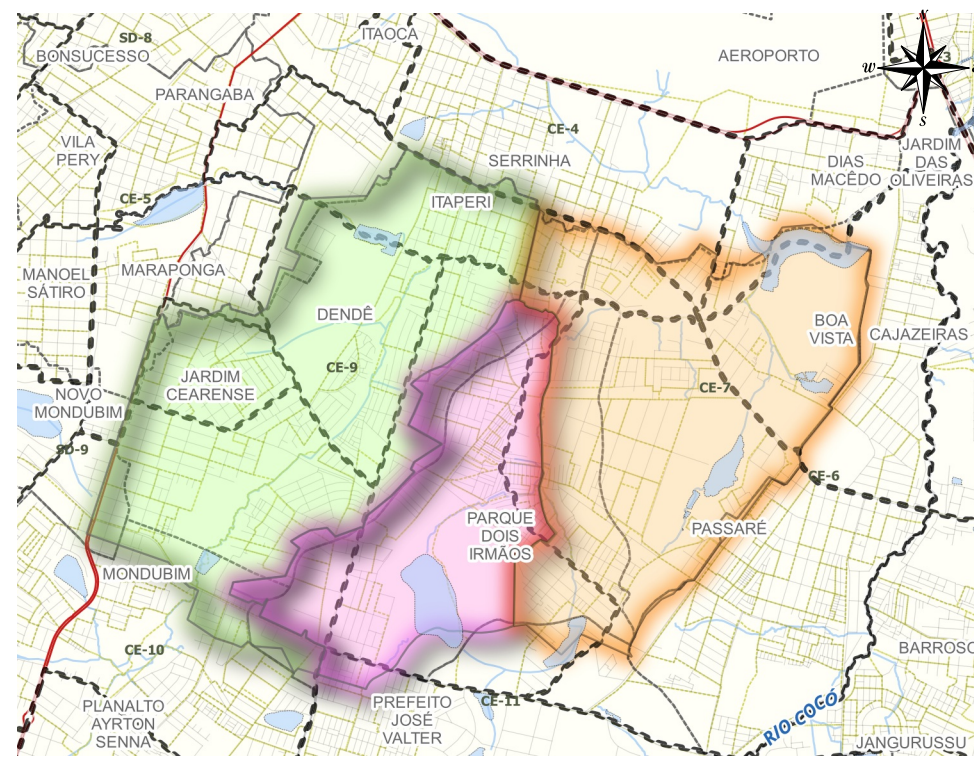 N
ITAOCA
SD-8
BONSUCESSO
AEROPORTO
W
S
PARANGABA
CE-4
VILA
PERY
SERRINHA
DIAS
MACÊDO
JARDIM
DAS
OLIVEIRAS
CE-5
ITAPERI
MANOEL
SÁTIRO
MARAPONGA
DENDÊ
BOA
VISTA
CAJAZEIRAS
CE-9
JARDIM
CEARENSE
CE-7
NOVO
MONDUBIM
SD-9
CE-6
PARQUE
DOIS
IRMÃOS
PASSARÉ
MONDUBIM
CE-10
BARROSO
CE-11
PREFEITO
JOSÉ
VALTER
PLANALTO
AYRTON
SENNA
RIO COCÓ
JANGURUSSU